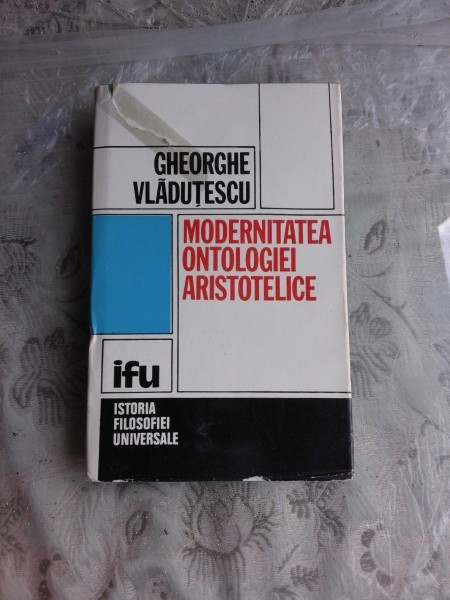 GHEORGHE
VLĂDUȚESCU
MODERNITATEA
ONTOLOGIEI
ARISTOTELICE
ifu
ISTORIA
FILOSOFIEI
UNIVERSALE